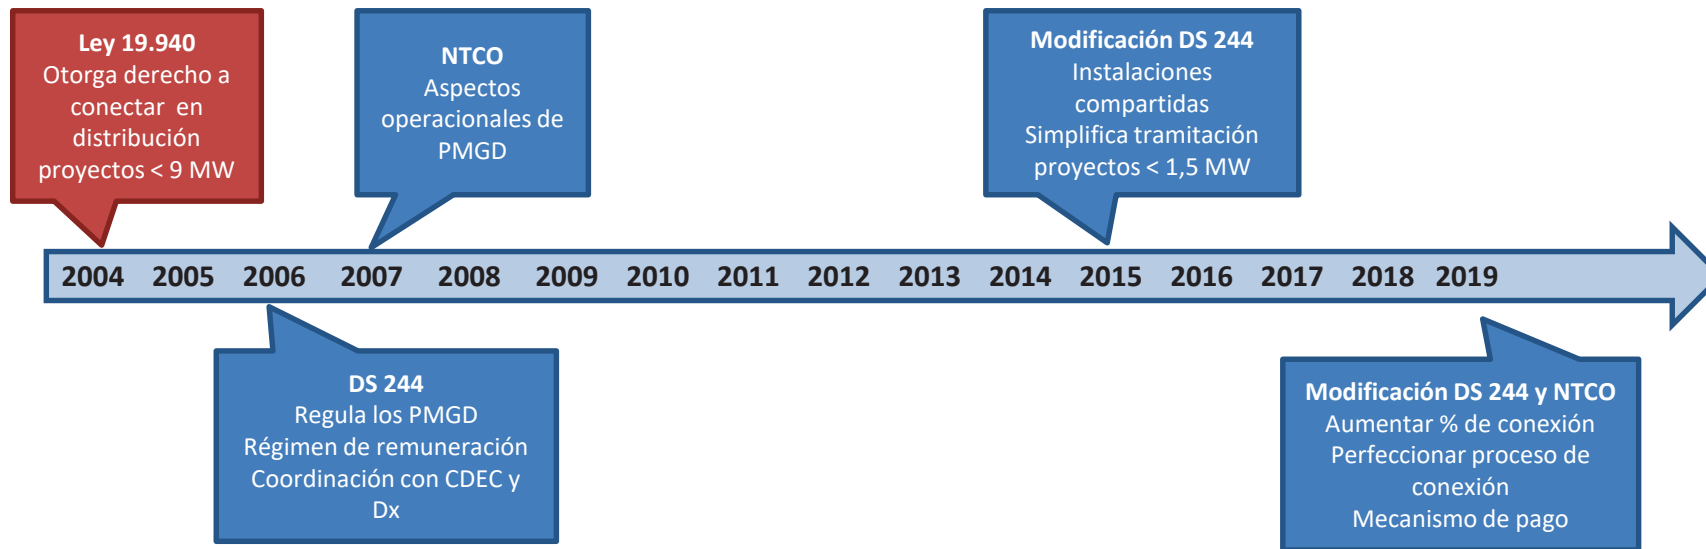 Ley 19.940
Otorga derecho a
conectar en
distribución
proyectos < 9 MW
NTCO
Aspectos
operacionales de
PMGD
Modificación DS 244
Instalaciones
compartidas
Simplifica tramitación
proyectos < 1,5 MW
2004 2005 2006 2007 2008 2009 2010 2011 2012 2013 2014 2015 2016 2017 2018 2019
DS 244
Regula los PMGD
Régimen de remuneración
Coordinación con CDEC y
Dx
Modificación DS 244 y NTCO
Aumentar % de conexión
Perfeccionar proceso de
conexión
Mecanismo de pago